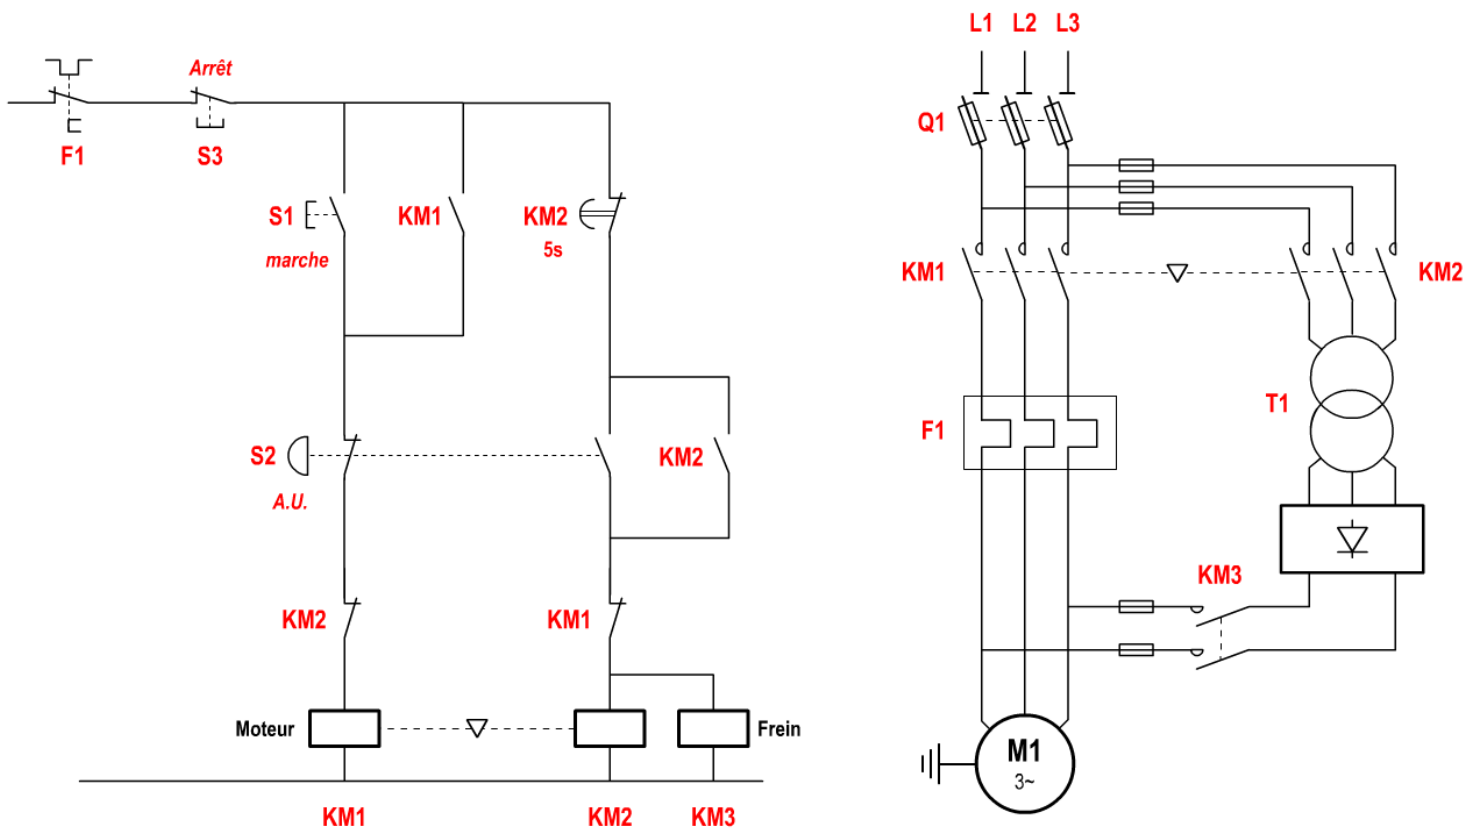 Arrêt
F1
S3
S1
marche
KM1
KM2
5s
S2
A.U.
KM2
KM2
KM1
Moteur
Frein
KM1
KM2
KM3
L1 L2 L3
Q1
KM1
KM2
T1
F1
KM3
M1
3~